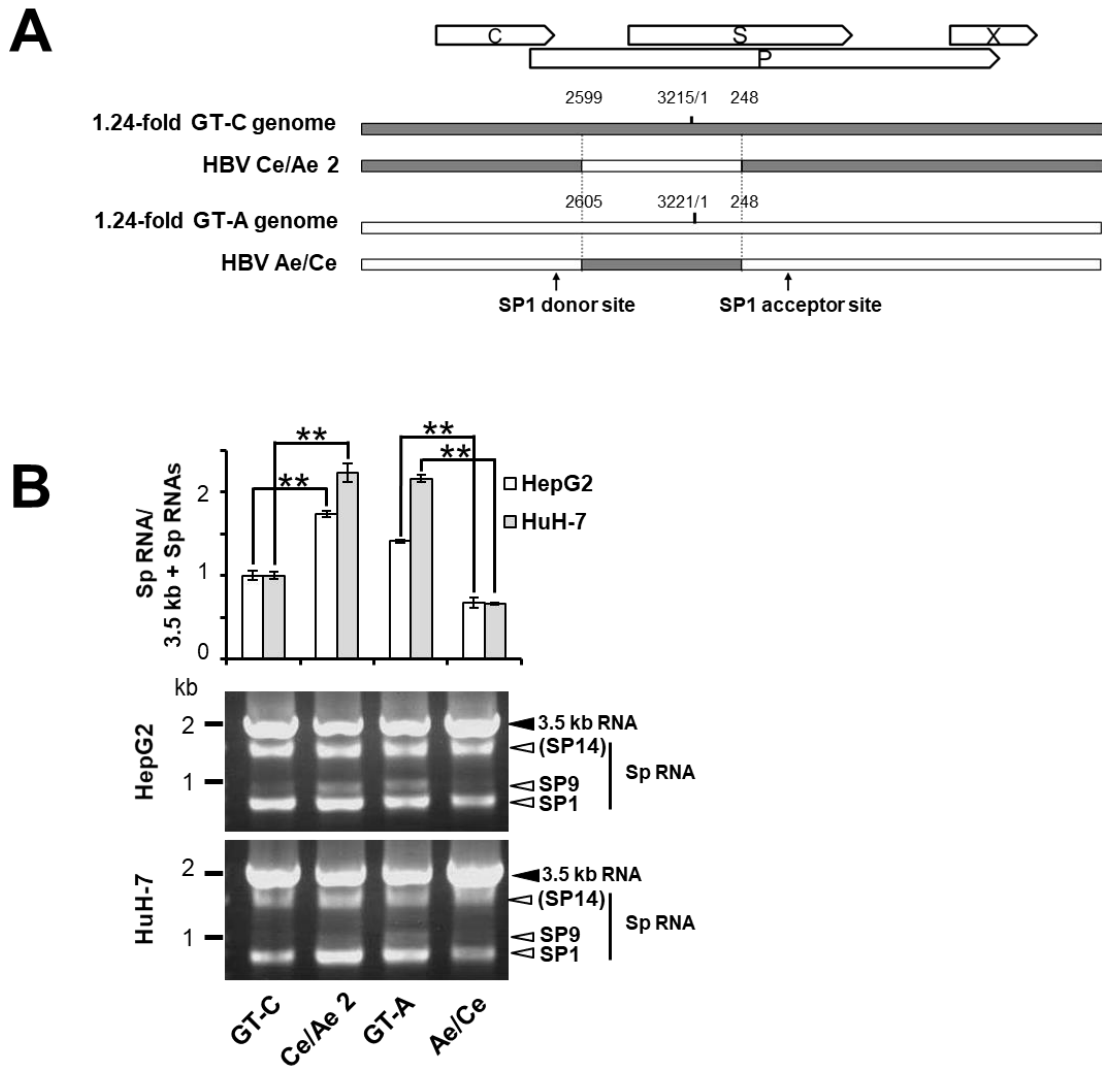 A
C
S
X
P
2599 3215/1 248
1.24-fold GT-C genome
HBV Ce/Ae 2
2605 3221/1 248
1.24-fold GT-A genome
HBV Ae/Ce
SP1 donor site SP1 acceptor site
B
** ** ** **
Sp RNA/
3.5 kb + Sp RNAs
2
1
0
HepG2
HuH-7
kb
HepG2
2
1
3.5 kb RNA
(SP14)
SP9
SP1
Sp RNA
HuH-7
2
1
3.5 kb RNA
(SP14)
SP9
SP1
Sp RNA
GT-C Ce/Ae 2 GT-A Ae/Ce